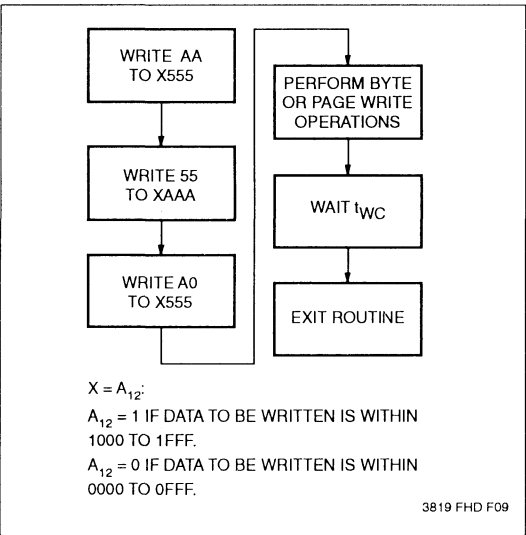 WRITE AA
TO X555
WRITE 55
TO XAAA
WRITE A0
TO X555
PERFORM BYTE
OR PAGE WRITE
OPERATIONS
WAIT tWC
EXIT ROUTINE
X = A12:
A12 = 1 IF DATA TO BE WRITTEN IS WITHIN
1000 TO 1FFF.
A12 = 0 IF DATA TO BE WRITTEN IS WITHIN
0000 TO 0FFF.
3819 FHD F09